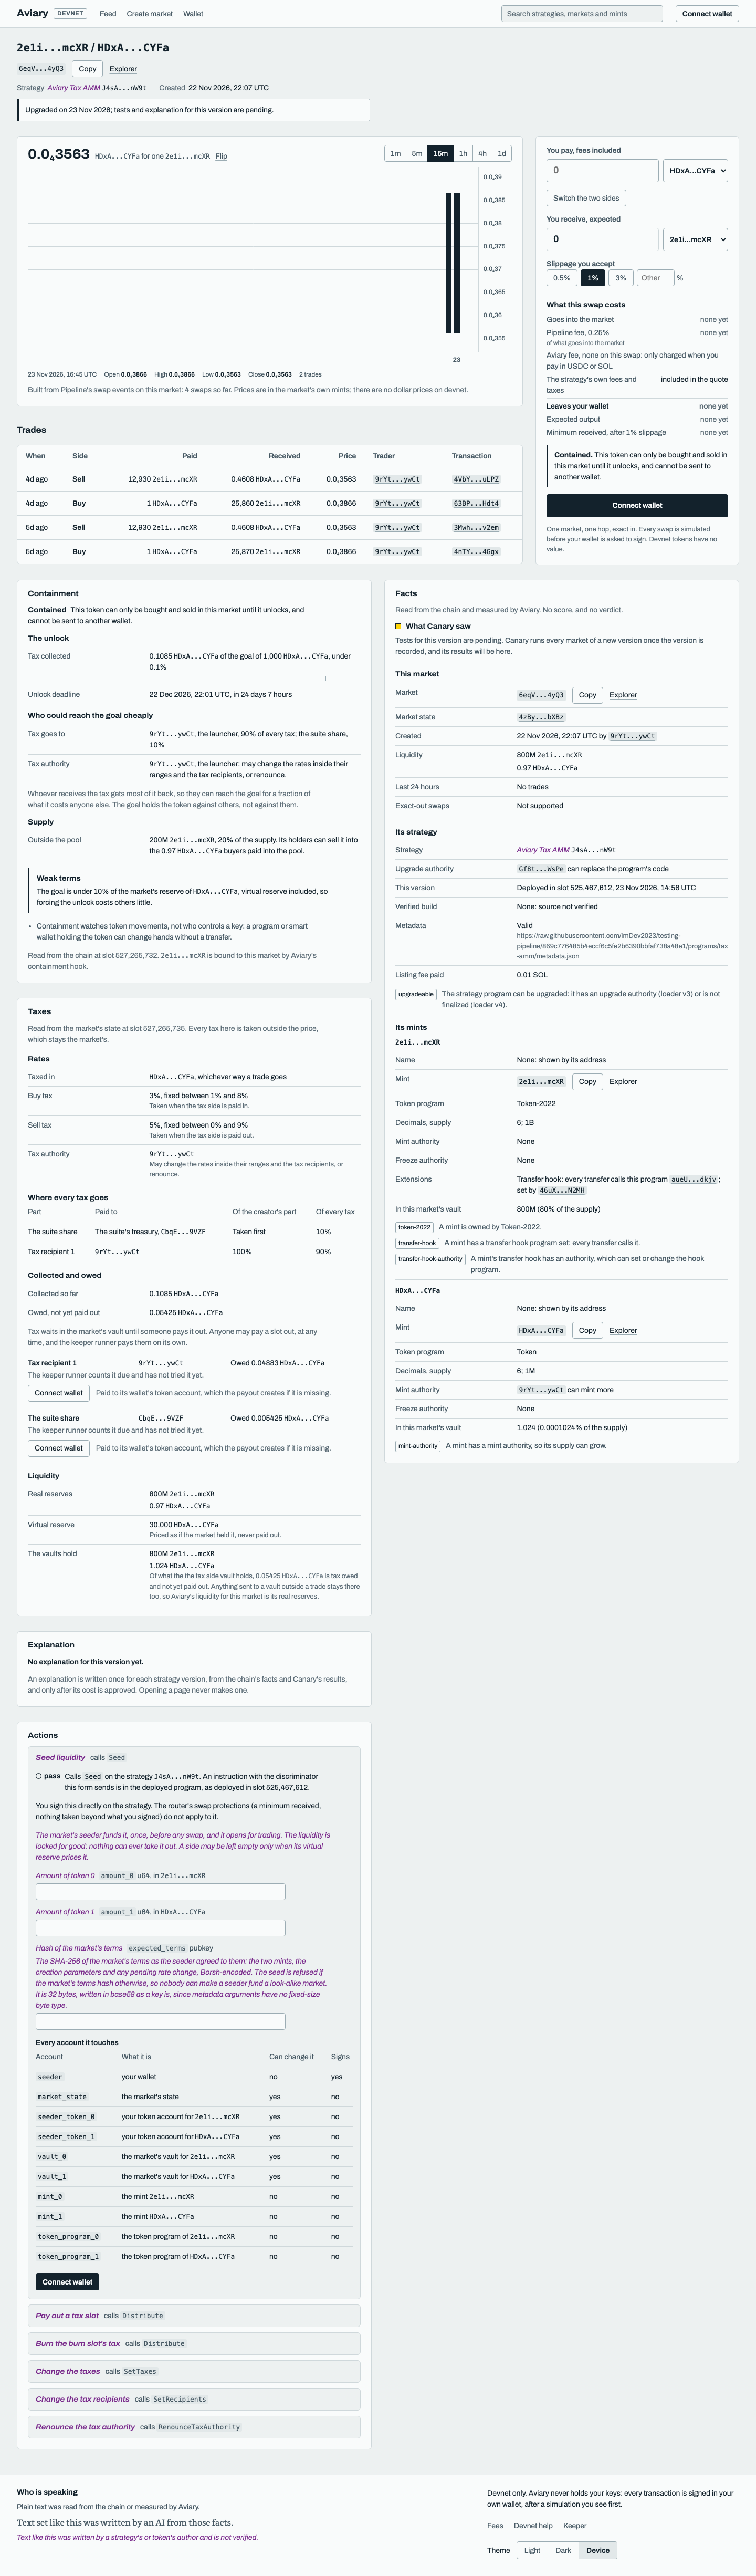 Aviary DEVNET Feed Create market Wallet Search strategies, markets and mints Connect wallet
2e1i...mcXR / HDxA...CYFa
6eqV...4yQ3 Copy Explorer
Strategy Aviary Tax AMM J4sA...nW9t Created 22 Nov 2026, 22:07 UTC
Upgraded on 23 Nov 2026; tests and explanation for this version are pending.
0.0₄3563 HDxA...CYFa for one 2e1i...mcXR Flip
1m 5m 15m 1h 4h 1d
0.0₄39
0.0₄385
0.0₄38
0.0₄375
0.0₄37
0.0₄365
0.0₄36
0.0₄355
23
23 Nov 2026, 16:45 UTC Open 0.0₄3866 High 0.0₄3866 Low 0.0₄3563 Close 0.0₄3563 2 trades
Built from Pipeline's swap events on this market: 4 swaps so far. Prices are in the market's own mints; there are no dollar prices on devnet.
You pay, fees included
0 HDxA...CYFa
Switch the two sides
You receive, expected
0 2e1i...mcXR
Slippage you accept
0.5% 1% 3% Other %
What this swap costs
Goes into the market none yet
Pipeline fee, 0.25% none yet
of what goes into the market
Aviary fee, none on this swap: only charged when you
pay in USDC or SOL
The strategy's own fees and included in the quote
taxes
Leaves your wallet none yet
Expected output none yet
Minimum received, after 1% slippage none yet
Contained. This token can only be bought and sold in
this market until it unlocks, and cannot be sent to
another wallet.
Connect wallet
One market, one hop, exact in. Every swap is simulated
before your wallet is asked to sign. Devnet tokens have no
value.
Trades
When Side Paid Received Price Trader Transaction
4d ago Sell 12,930 2e1i...mcXR 0.4608 HDxA...CYFa 0.0₄3563 9rYt...ywCt 4VbY...uLPZ
4d ago Buy 1 HDxA...CYFa 25,860 2e1i...mcXR 0.0₄3866 9rYt...ywCt 63BP...Hdt4
5d ago Sell 12,930 2e1i...mcXR 0.4608 HDxA...CYFa 0.0₄3563 9rYt...ywCt 3Mwh...v2em
5d ago Buy 1 HDxA...CYFa 25,870 2e1i...mcXR 0.0₄3866 9rYt...ywCt 4nTY...4Ggx
Containment
Contained This token can only be bought and sold in this market until it unlocks, and
cannot be sent to another wallet.
The unlock
Tax collected 0.1085 HDxA...CYFa of the goal of 1,000 HDxA...CYFa, under
0.1%
Unlock deadline 22 Dec 2026, 22:01 UTC, in 24 days 7 hours
Who could reach the goal cheaply
Tax goes to 9rYt...ywCt, the launcher, 90% of every tax; the suite share,
10%
Tax authority 9rYt...ywCt, the launcher: may change the rates inside their
ranges and the tax recipients, or renounce.
Whoever receives the tax gets most of it back, so they can reach the goal for a fraction of
what it costs anyone else. The goal holds the token against others, not against them.
Supply
Outside the pool 200M 2e1i...mcXR, 20% of the supply. Its holders can sell it into
the 0.97 HDxA...CYFa buyers paid into the pool.
Weak terms
The goal is under 10% of the market's reserve of HDxA...CYFa, virtual reserve included, so
forcing the unlock costs others little.
• Containment watches token movements, not who controls a key: a program or smart
wallet holding the token can change hands without a transfer.
Read from the chain at slot 527,265,732. 2e1i...mcXR is bound to this market by Aviary's
containment hook.
Taxes
Read from the market's state at slot 527,265,735. Every tax here is taken outside the price,
which stays the market's.
Rates
Taxed in HDxA...CYFa, whichever way a trade goes
Buy tax 3%, fixed between 1% and 8%
Taken when the tax side is paid in.
Sell tax 5%, fixed between 0% and 9%
Taken when the tax side is paid out.
Tax authority 9rYt...ywCt
May change the rates inside their ranges and the tax recipients, or
renounce.
Where every tax goes
Part Paid to Of the creator's part Of every tax
The suite share The suite's treasury, CbqE...9VZF Taken first 10%
Tax recipient 1 9rYt...ywCt 100% 90%
Collected and owed
Collected so far 0.1085 HDxA...CYFa
Owed, not yet paid out 0.05425 HDxA...CYFa
Tax waits in the market's vault until someone pays it out. Anyone may pay a slot out, at any
time, and the keeper runner pays them on its own.
Tax recipient 1 9rYt...ywCt Owed 0.04883 HDxA...CYFa
The keeper runner counts it due and has not tried it yet.
Connect wallet Paid to its wallet's token account, which the payout creates if it is missing.
The suite share CbqE...9VZF Owed 0.005425 HDxA...CYFa
The keeper runner counts it due and has not tried it yet.
Connect wallet Paid to its wallet's token account, which the payout creates if it is missing.
Liquidity
Real reserves 800M 2e1i...mcXR
0.97 HDxA...CYFa
Virtual reserve 30,000 HDxA...CYFa
Priced as if the market held it, never paid out.
The vaults hold 800M 2e1i...mcXR
1.024 HDxA...CYFa
Of what the the tax side vault holds, 0.05425 HDxA...CYFa is tax owed
and not yet paid out. Anything sent to a vault outside a trade stays there
too, so Aviary's liquidity for this market is its real reserves.
Explanation
No explanation for this version yet.
An explanation is written once for each strategy version, from the chain's facts and Canary's results,
and only after its cost is approved. Opening a page never makes one.
Actions
Seed liquidity calls Seed
pass Calls Seed on the strategy J4sA...nW9t. An instruction with the discriminator
this form sends is in the deployed program, as deployed in slot 525,467,612.
You sign this directly on the strategy. The router's swap protections (a minimum received,
nothing taken beyond what you signed) do not apply to it.
The market's seeder funds it, once, before any swap, and it opens for trading. The liquidity is
locked for good: nothing can ever take it out. A side may be left empty only when its virtual
reserve prices it.
Amount of token 0 amount_0 u64, in 2e1i...mcXR
Amount of token 1 amount_1 u64, in HDxA...CYFa
Hash of the market's terms expected_terms pubkey
The SHA-256 of the market's terms as the seeder agreed to them: the two mints, the
creation parameters and any pending rate change, Borsh-encoded. The seed is refused if
the market's terms hash otherwise, so nobody can make a seeder fund a look-alike market.
It is 32 bytes, written in base58 as a key is, since metadata arguments have no fixed-size
byte type.
Every account it touches
Account What it is Can change it Signs
seeder your wallet no yes
market_state the market's state yes no
seeder_token_0 your token account for 2e1i...mcXR yes no
seeder_token_1 your token account for HDxA...CYFa yes no
vault_0 the market's vault for 2e1i...mcXR yes no
vault_1 the market's vault for HDxA...CYFa yes no
mint_0 the mint 2e1i...mcXR no no
mint_1 the mint HDxA...CYFa no no
token_program_0 the token program of 2e1i...mcXR no no
token_program_1 the token program of HDxA...CYFa no no
Connect wallet
Pay out a tax slot calls Distribute
Burn the burn slot's tax calls Distribute
Change the taxes calls SetTaxes
Change the tax recipients calls SetRecipients
Renounce the tax authority calls RenounceTaxAuthority
Facts
Read from the chain and measured by Aviary. No score, and no verdict.
What Canary saw
Tests for this version are pending. Canary runs every market of a new version once the version is
recorded, and its results will be here.
This market
Market 6eqV...4yQ3 Copy Explorer
Market state 4zBy...bXBz
Created 22 Nov 2026, 22:07 UTC by 9rYt...ywCt
Liquidity 800M 2e1i...mcXR
0.97 HDxA...CYFa
Last 24 hours No trades
Exact-out swaps Not supported
Its strategy
Strategy Aviary Tax AMM J4sA...nW9t
Upgrade authority Gf8t...WsPe can replace the program's code
This version Deployed in slot 525,467,612, 23 Nov 2026, 14:56 UTC
Verified build None: source not verified
Metadata Valid
https://raw.githubusercontent.com/imDev2023/testing-
pipeline/869c776485b4eccf6c5fe2b6390bbfaf738a46e1/programs/tax
-amm/metadata.json
Listing fee paid 0.01 SOL
upgradeable The strategy program can be upgraded: it has an upgrade authority (loader v3) or is not
finalized (loader v4).
Its mints
2e1i...mcXR
Name None: shown by its address
Mint 2e1i...mcXR Copy Explorer
Token program Token-2022
Decimals, supply 6; 1B
Mint authority None
Freeze authority None
Extensions Transfer hook: every transfer calls this program aueU...dkjv;
set by 46uX...N2MH
In this market's vault 800M (80% of the supply)
token-2022 A mint is owned by Token-2022.
transfer-hook A mint has a transfer hook program set: every transfer calls it.
transfer-hook-authority A mint's transfer hook has an authority, which can set or change the hook
program.
HDxA...CYFa
Name None: shown by its address
Mint HDxA...CYFa Copy Explorer
Token program Token
Decimals, supply 6; 1M
Mint authority 9rYt...ywCt can mint more
Freeze authority None
In this market's vault 1.024 (0.0001024% of the supply)
mint-authority A mint has a mint authority, so its supply can grow.
Who is speaking
Plain text was read from the chain or measured by Aviary.
Text set like this was written by an AI from those facts.
Text like this was written by a strategy's or token's author and is not verified.
Devnet only. Aviary never holds your keys: every transaction is signed in your
own wallet, after a simulation you see first.
Fees Devnet help Keeper
Theme Light Dark Device